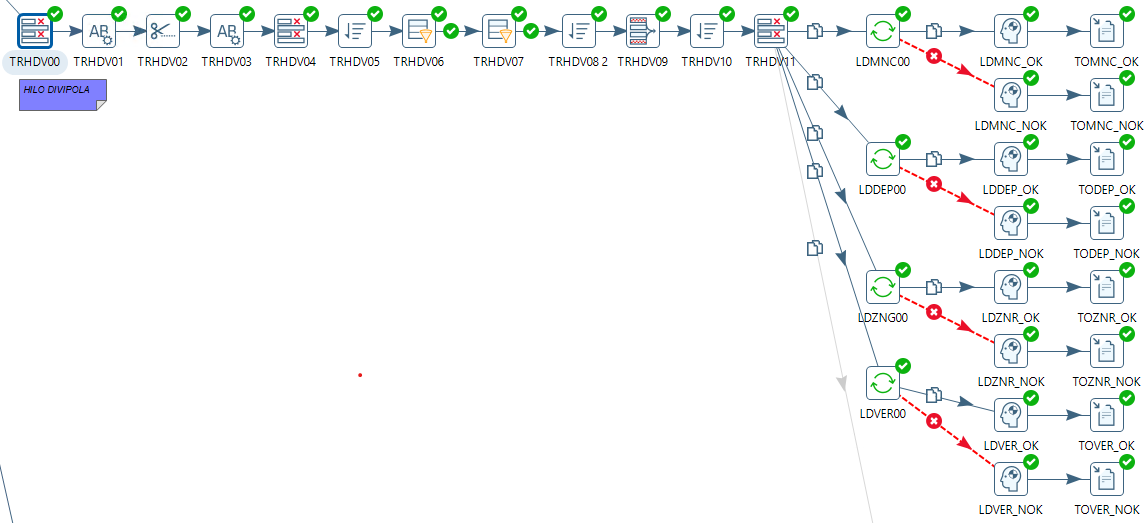 TRHDV00 TRHDV01 TRHDV02 TRHDV03 TRHDV04 TRHDV05 TRHDV06 TRHDV07 TRHDV08 2 TRHDV09 TRHDV10 TRHDV11 LDMNC00 LDMNC_OK TOMNC_OK
HILO DIVIPOLA
LDMNC_NOK TOMNC_NOK
LDDEP00 LDDEP_OK TODEP_OK
LDDEP_NOK TODEP_NOK
LDZNG00 LDZNR_OK TOZNR_OK
LDZNR_NOK TOZNR_NOK
LDVER00
LDVER_OK TOVER_OK
LDVER_NOK TOVER_NOK